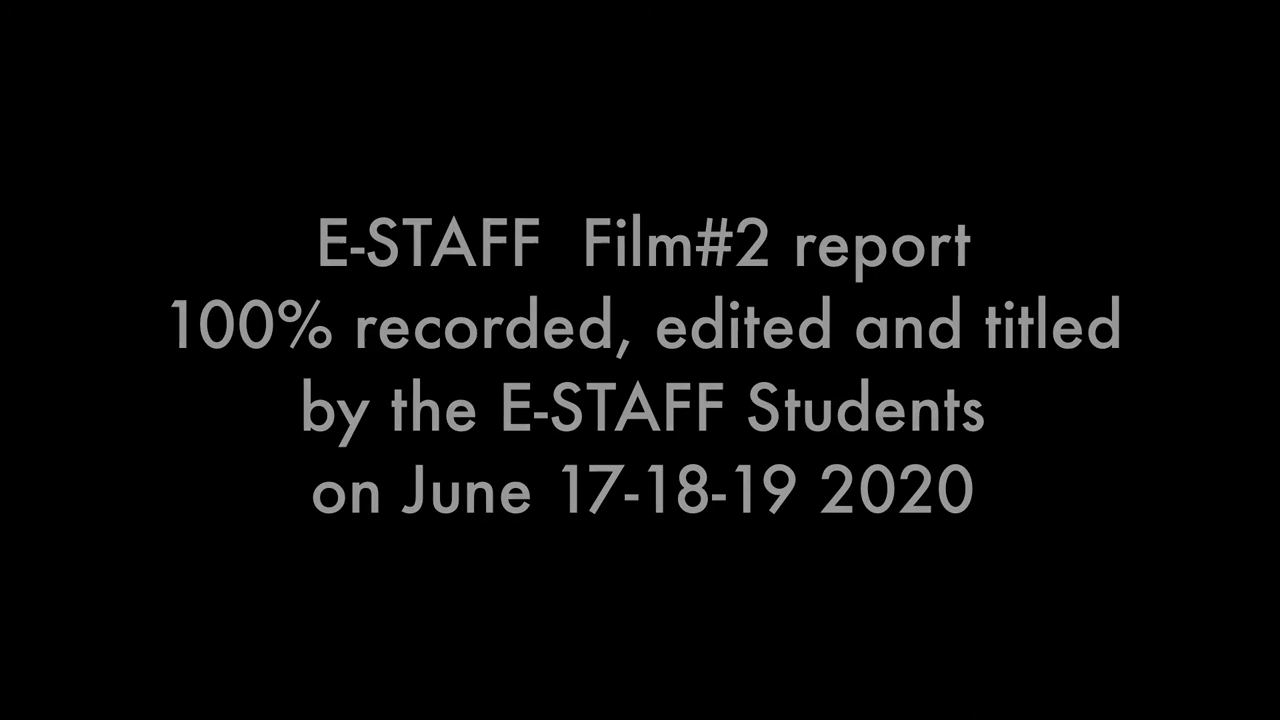 E-STAFF  Film#2 report
100% recorded, edited and titled
by the E-STAFF Students
on June 17-18-19 2020